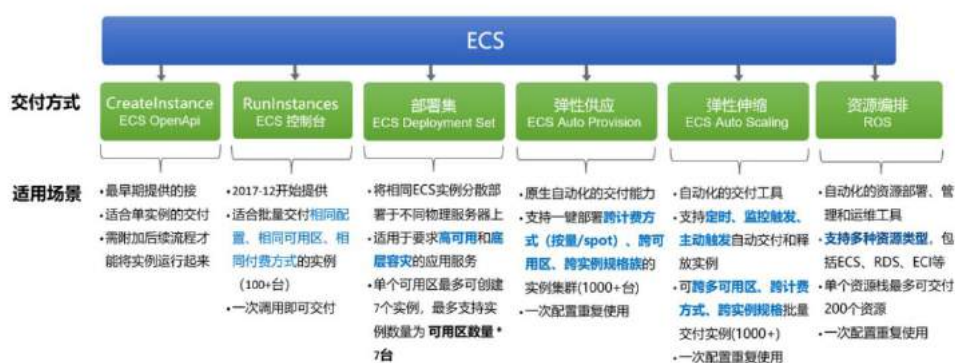 ECS
交付方式
CreateInstance
ECS OpenApi
RunInstances
ECS 控制台
部署集
ECS Deployment Set
弹性供应
ECS Auto Provision
弹性伸缩
ECS Auto Scaling
资源编排
ROS
适用场景
•最早期提供的接
•适合单实例的交付
•需附加后续流程才
能将实例运行起来
•2017-12开始提供
•适合批量交付相同配
置、相同可用区、相
同付费方式的实例
(100+台)
•一次调用即可交付
•将相同ECS实例分散部
署于不同物理服务器上
•适用于要求高可用和底
层容灾的应用服务
•单个可用区最多可创建
7个实例，最多支持实
例数量为 可用区数量 *
7台
•原生自动化的交付能力
•支持一键部署跨计费方
式（按量/spot）、跨可
用区、跨实例规格族的
实例集群(1000+台)
•一次配置重复使用
•自动化的交付工具
•支持定时、监控触发、
主动触发自动交付和释
放实例
•可跨多可用区、跨计费
方式、跨实例规格批量
交付实例(1000+)
•一次配置重复使用
•自动化的资源部署、管
理和运维工具
•支持多种资源类型，包
括ECS、RDS、ECI等
•单个资源栈最多可交付
200个资源
•一次配置重复使用